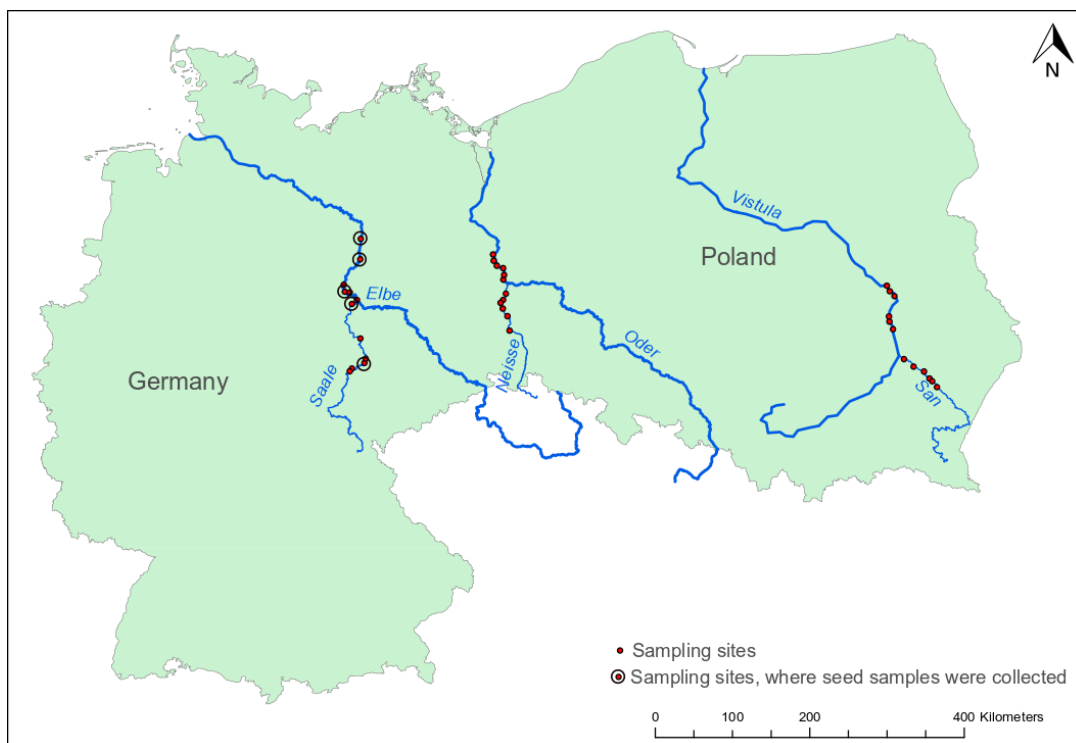 N
Vistula
Poland
Elbe
Oder
Neisse
Germany
Saale
San
Sampling sites
Sampling sites, where seed samples were collected
0 100 200 400 Kilometers